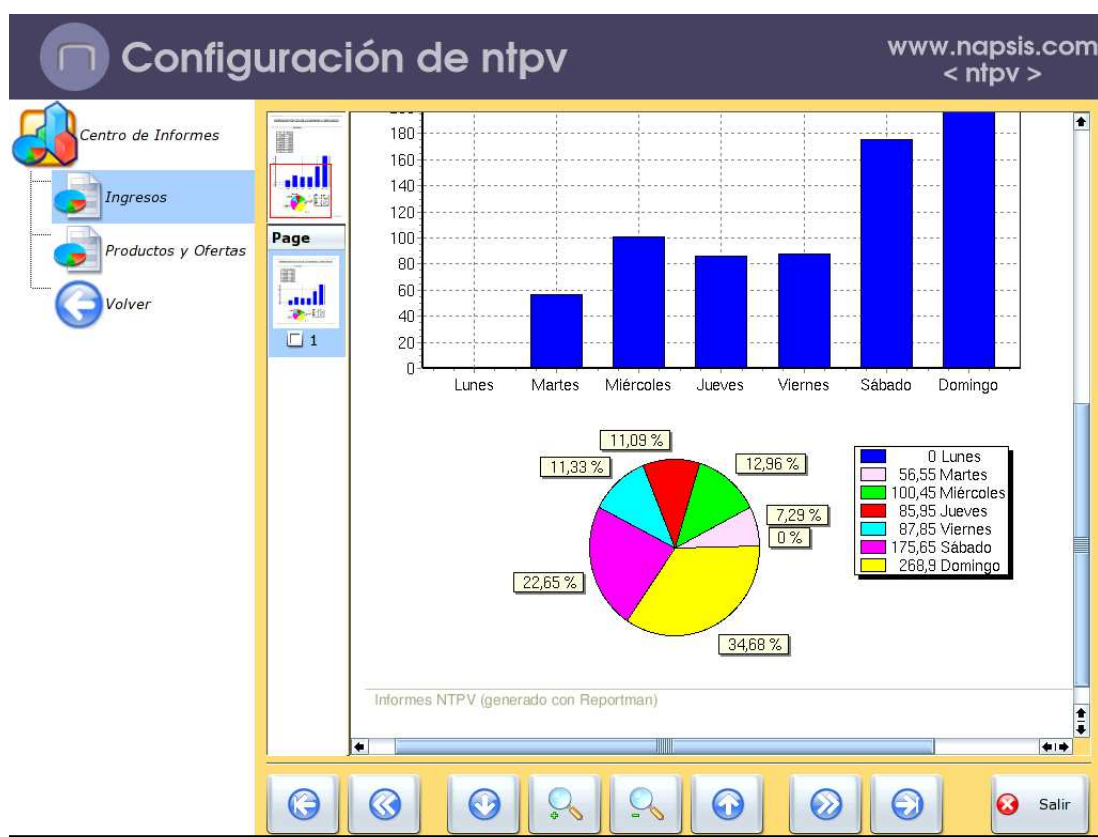 Configuración de ntpv
www.napsis.com
< ntpv >
Centro de Informes
Ingresos
Productos y Ofertas
Volver
Page
1
180
160
140
120
100
80
60
40
20
0
Lunes Martes Miércoles Jueves Viernes Sábado Domingo
11,09 %
11,33 %
12,96 %
7,29 %
0 %
22,65 %
34,68 %
0 Lunes
56,55 Martes
100,45 Miércoles
85,95 Jueves
87,85 Viernes
175,65 Sábado
268,9 Domingo
Informes NTPV (generado con Reportman)
Salir